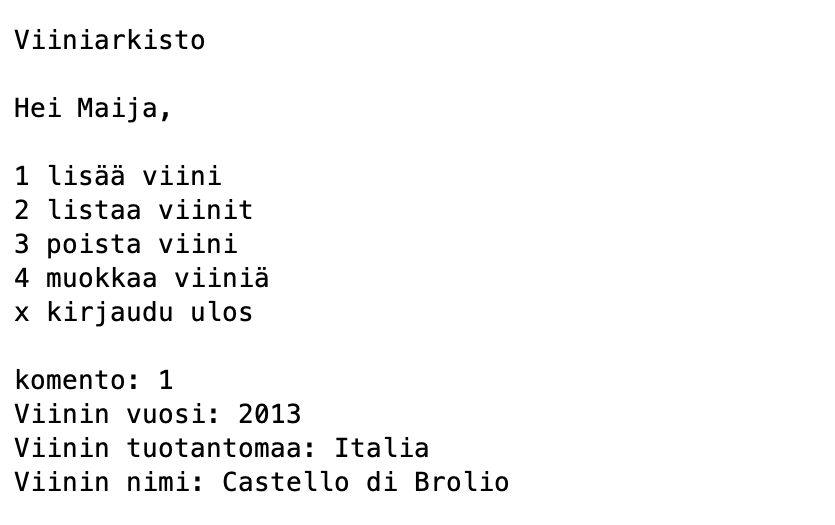 Viiniarkisto
Hei Maija,
1 lisää viini
2 listaa viinit
3 poista viini
4 muokkaa viiniä
x kirjaudu ulos
komento: 1
Viinin vuosi: 2013
Viinin tuotantomaa: Italia
Viinin nimi: Castello di Brolio